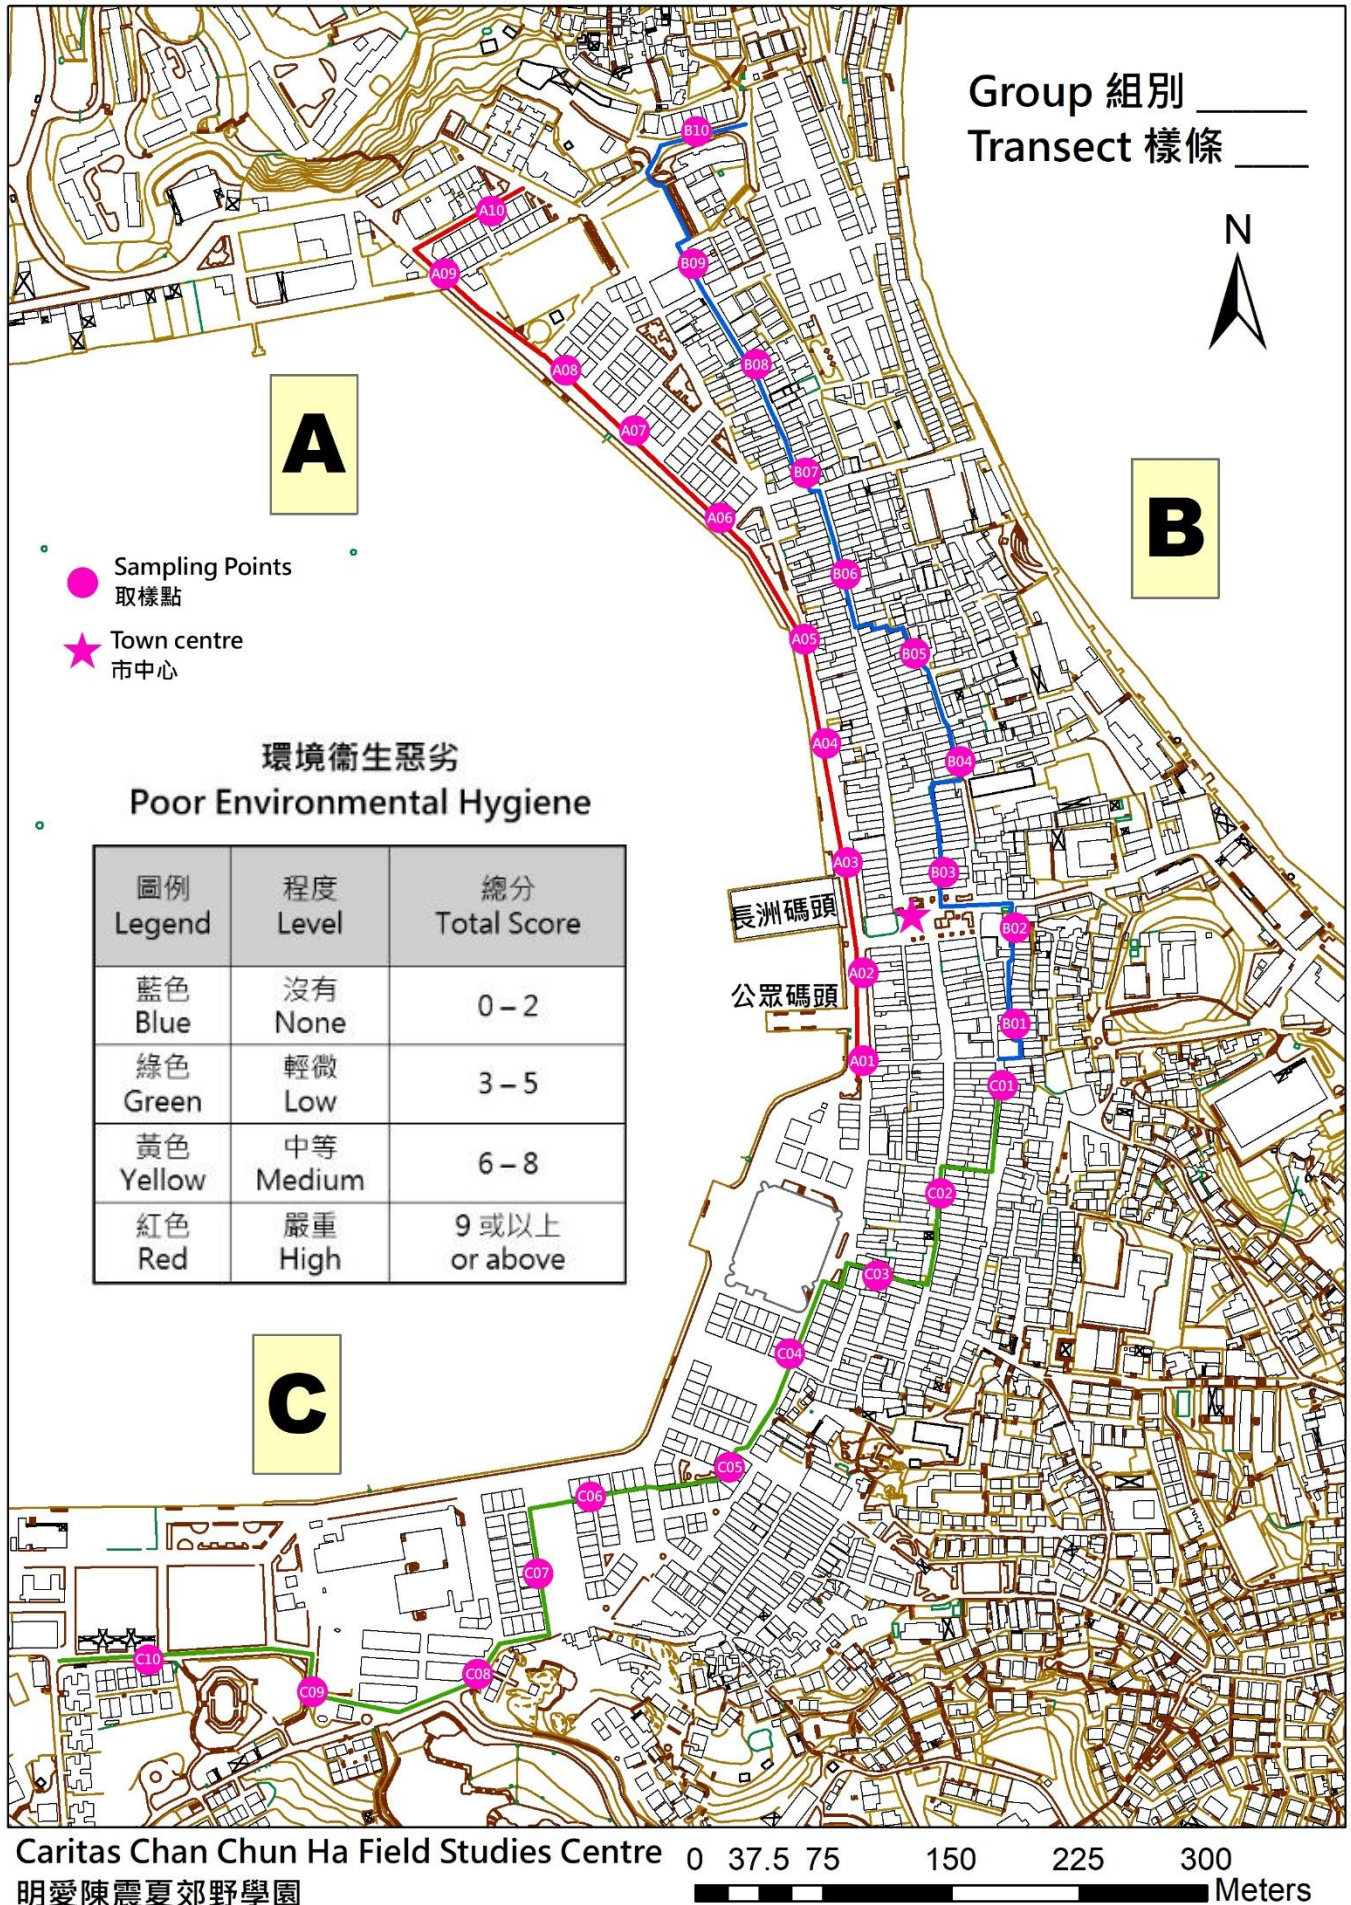 Group 組別 _____
Transect 樣條 ____
N
B10
A10
B09
A09
B08
A08
A
A07
B07
B
A06
Sampling Points
取樣點
B06
Town centre
市中心
A05
B05
A04
B04
環境衞生惡劣
Poor Environmental Hygiene
圖例
Legend
程度
Level
總分
Total Score
藍色
Blue
沒有
None
0 – 2
綠色
Green
輕微
Low
3 – 5
黃色
Yellow
中等
Medium
6 – 8
紅色
Red
嚴重
High
9 或以上
or above
A03
B03
長洲碼頭
B02
A02
公眾碼頭
B01
A01
C01
C02
C03
C04
C
C05
C06
C07
C08
C10
C09
Caritas Chan Chun Ha Field Studies Centre
明愛陳震夏郊野學園
0 37.5 75 150 225 300
Meters